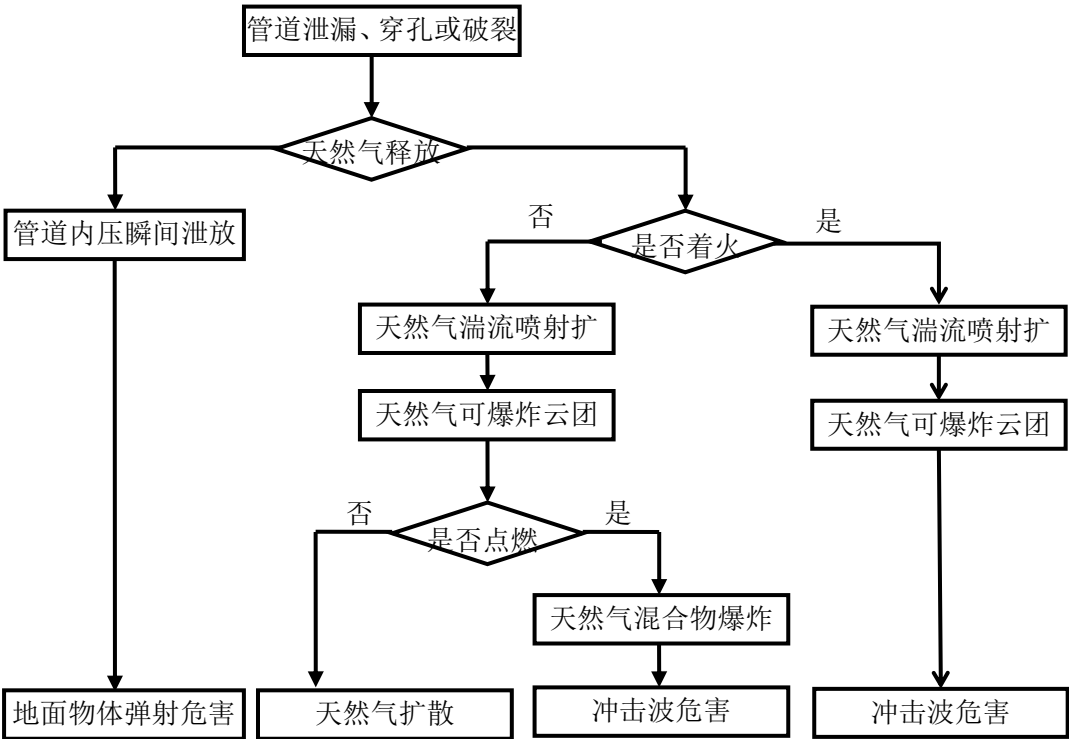 管道泄漏、穿孔或破裂
天然气释放
管道内压瞬间泄放
否
是否着火
是
天然气湍流喷射扩
天然气湍流喷射扩
天然气可爆炸云团
天然气可爆炸云团
否
是否点燃
是
天然气混合物爆炸
地面物体弹射危害
天然气扩散
冲击波危害
冲击波危害